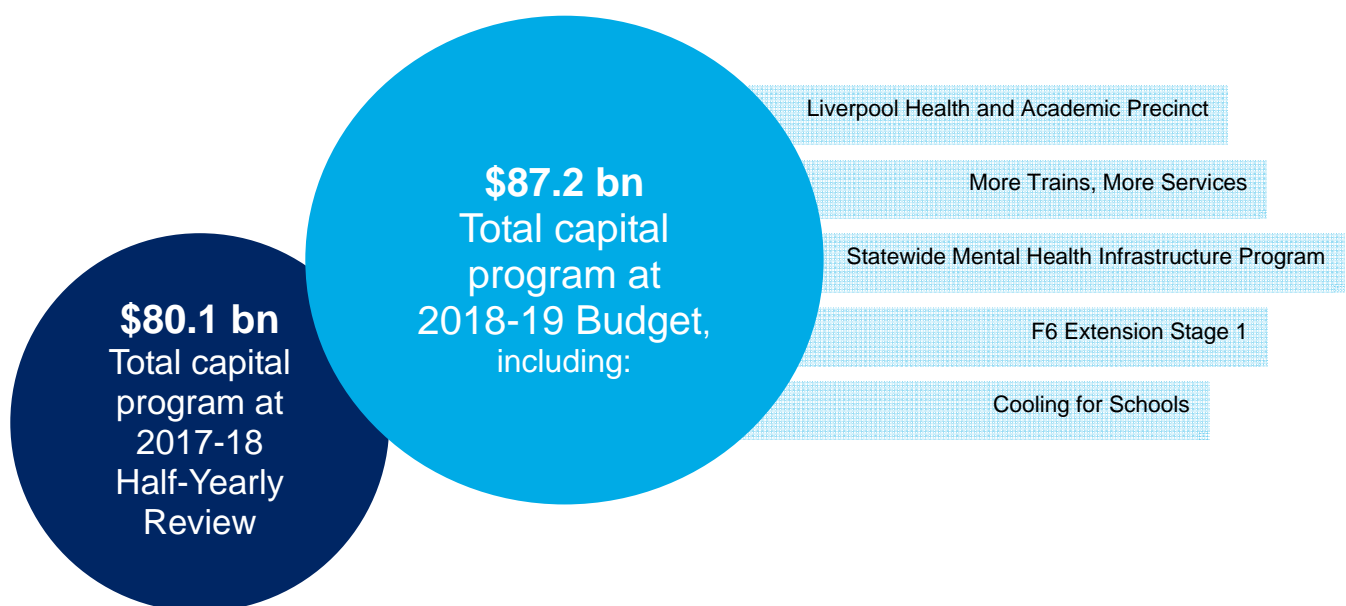 $80.1 bn
Total capital
program at
2017-18
Half-Yearly
Review
$87.2 bn
Total capital
program at
2018-19 Budget,
including:
Liverpool Health and Academic Precinct
More Trains, More Services
Statewide Mental Health Infrastructure Program
F6 Extension Stage 1
Cooling for Schools